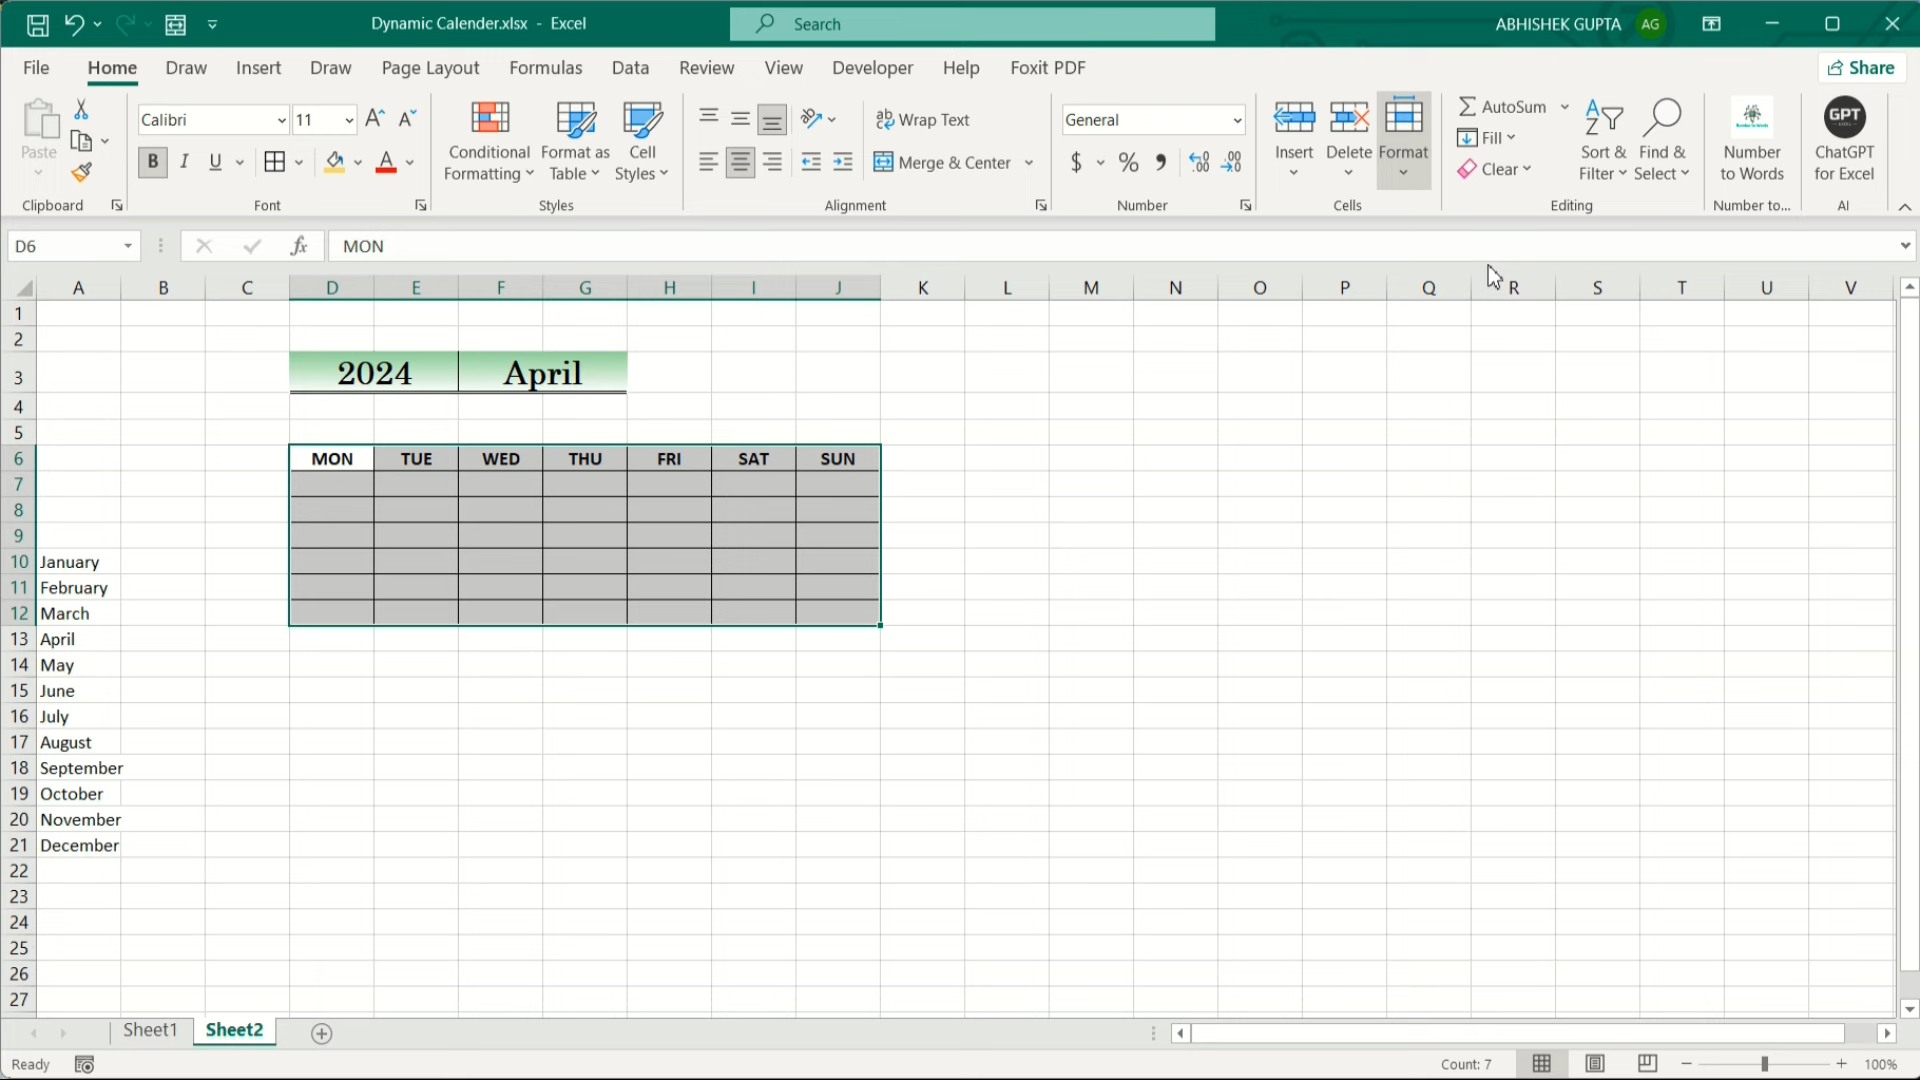 Dynamic Calender.xlsx - Excel
Search
ABHISHEK GUPTA AG
File Home Draw Insert Draw Page Layout Formulas Data Review View Developer Help Foxit PDF Share
Paste
Clipboard
Calibri 11
B I U A
Font
Conditional Formatting
Format as Table
Cell Styles
Styles
Wrap Text
Merge & Center
Alignment
General
$ % 9
Number
Insert Delete Format
Cells
AutoSum
Fill
Clear
Sort & Filter
Find & Select
Editing
Number to Words
Number to...
GPT
ChatGPT for Excel
AI
D6 fx MON
A B C D E F G H I J K L M N O P Q R S T U V
1
2
3 2024 April
4
5
6 MON TUE WED THU FRI SAT SUN
7
8
9
10 January
11 February
12 March
13 April
14 May
15 June
16 July
17 August
18 September
19 October
20 November
21 December
22
23
24
25
26
27
Sheet1 Sheet2
Ready Count: 7 100%